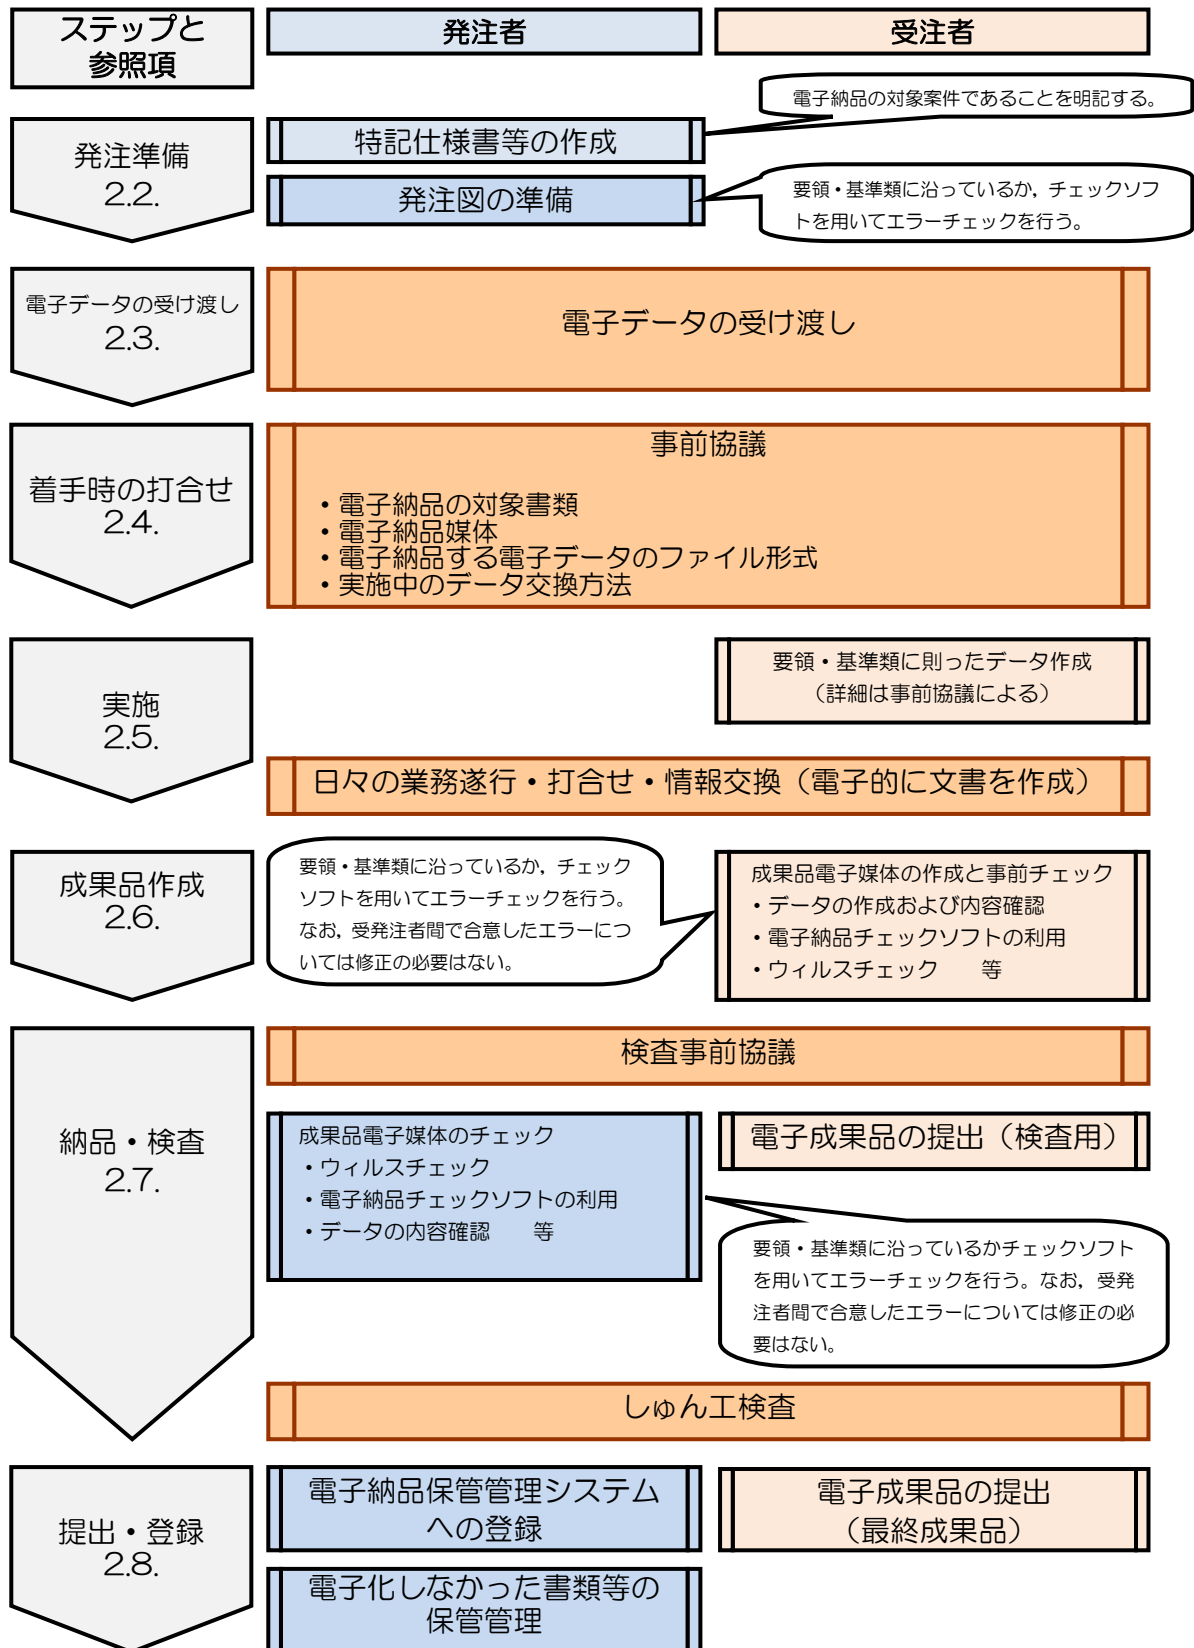 ステップと
参照項
発注者
受注者
電子納品の対象案件であることを明記する。
発注準備
2.2.
特記仕様書等の作成
発注図の準備
要領・基準類に沿っているか，チェックソフ
トを用いてエラーチェックを行う。
電子データの受け渡し
2.3.
電子データの受け渡し
着手時の打合せ
2.4.
事前協議
・電子納品の対象書類
・電子納品媒体
・電子納品する電子データのファイル形式
・実施中のデータ交換方法
実施
2.5.
要領・基準類に則ったデータ作成
（詳細は事前協議による）
日々の業務遂行・打合せ・情報交換（電子的に文書を作成）
成果品作成
2.6.
要領・基準類に沿っているか，チェック
ソフトを用いてエラーチェックを行う。
なお，受発注者間で合意したエラーにつ
いては修正の必要はない。
成果品電子媒体の作成と事前チェック
・データの作成および内容確認
・電子納品チェックソフトの利用
・ウィルスチェック　　等
納品・検査
2.7.
検査事前協議
成果品電子媒体のチェック
・ウィルスチェック
・電子納品チェックソフトの利用
・データの内容確認　　等
電子成果品の提出（検査用）
要領・基準類に沿っているかチェックソフト
を用いてエラーチェックを行う。なお，受発
注者間で合意したエラーについては修正の必
要はない。
しゅん工検査
提出・登録
2.8.
電子納品保管管理システム
への登録
電子成果品の提出
（最終成果品）
電子化しなかった書類等の
保管管理